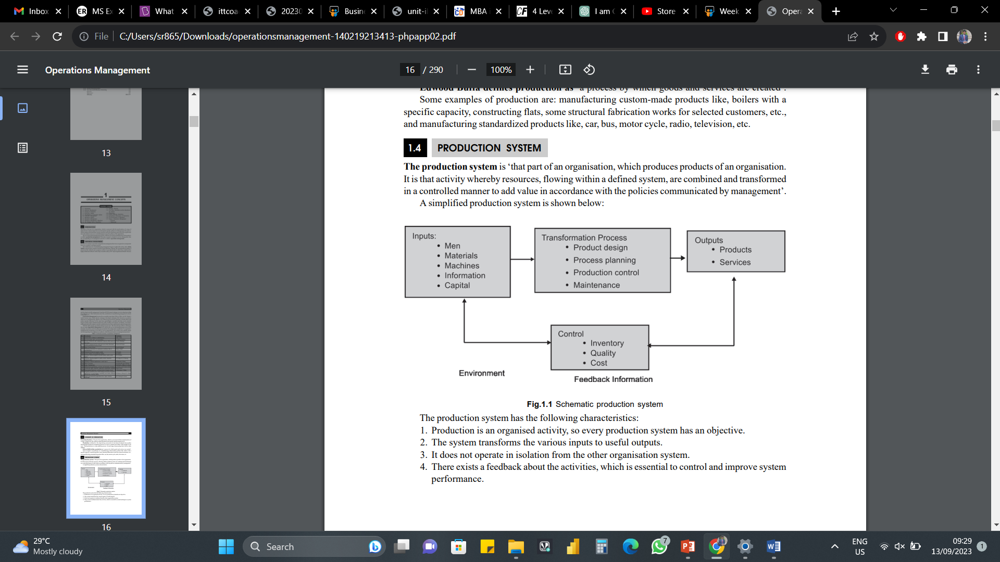 Inbox
MS Ex
What
ittcoa
20230
Busin
unit-i
MBA i
4 Leve
I am
Store
Week
Opera
File
C:/Users/sr865/Downloads/operationsmanagement-140219213413-phpapp02.pdf
Operations Management
16 / 290
100%
13
14
15
16
Edwood Buffa defines production as 'a process by which goods and services are created'.
Some examples of production are: manufacturing custom-made products like, boilers with a
specific capacity, constructing flats, some structural fabrication works for selected customers, etc.,
and manufacturing standardized products like, car, bus, motor cycle, radio, television, etc.
1.4 PRODUCTION SYSTEM
The production system is ‘that part of an organisation, which produces products of an organisation.
It is that activity whereby resources, flowing within a defined system, are combined and transformed
in a controlled manner to add value in accordance with the policies communicated by management’.
A simplified production system is shown below:
Inputs:
• Men
• Materials
• Machines
• Information
• Capital
Transformation Process
• Product design
• Process planning
• Production control
• Maintenance
Outputs
• Products
• Services
Control
• Inventory
• Quality
• Cost
Environment
Feedback Information
Fig.1.1 Schematic production system
The production system has the following characteristics:
1. Production is an organised activity, so every production system has an objective.
2. The system transforms the various inputs to useful outputs.
3. It does not operate in isolation from the other organisation system.
4. There exists a feedback about the activities, which is essential to control and improve system
performance.
29°C
Mostly cloudy
Search
7
ENG
US
09:29
13/09/2023
1